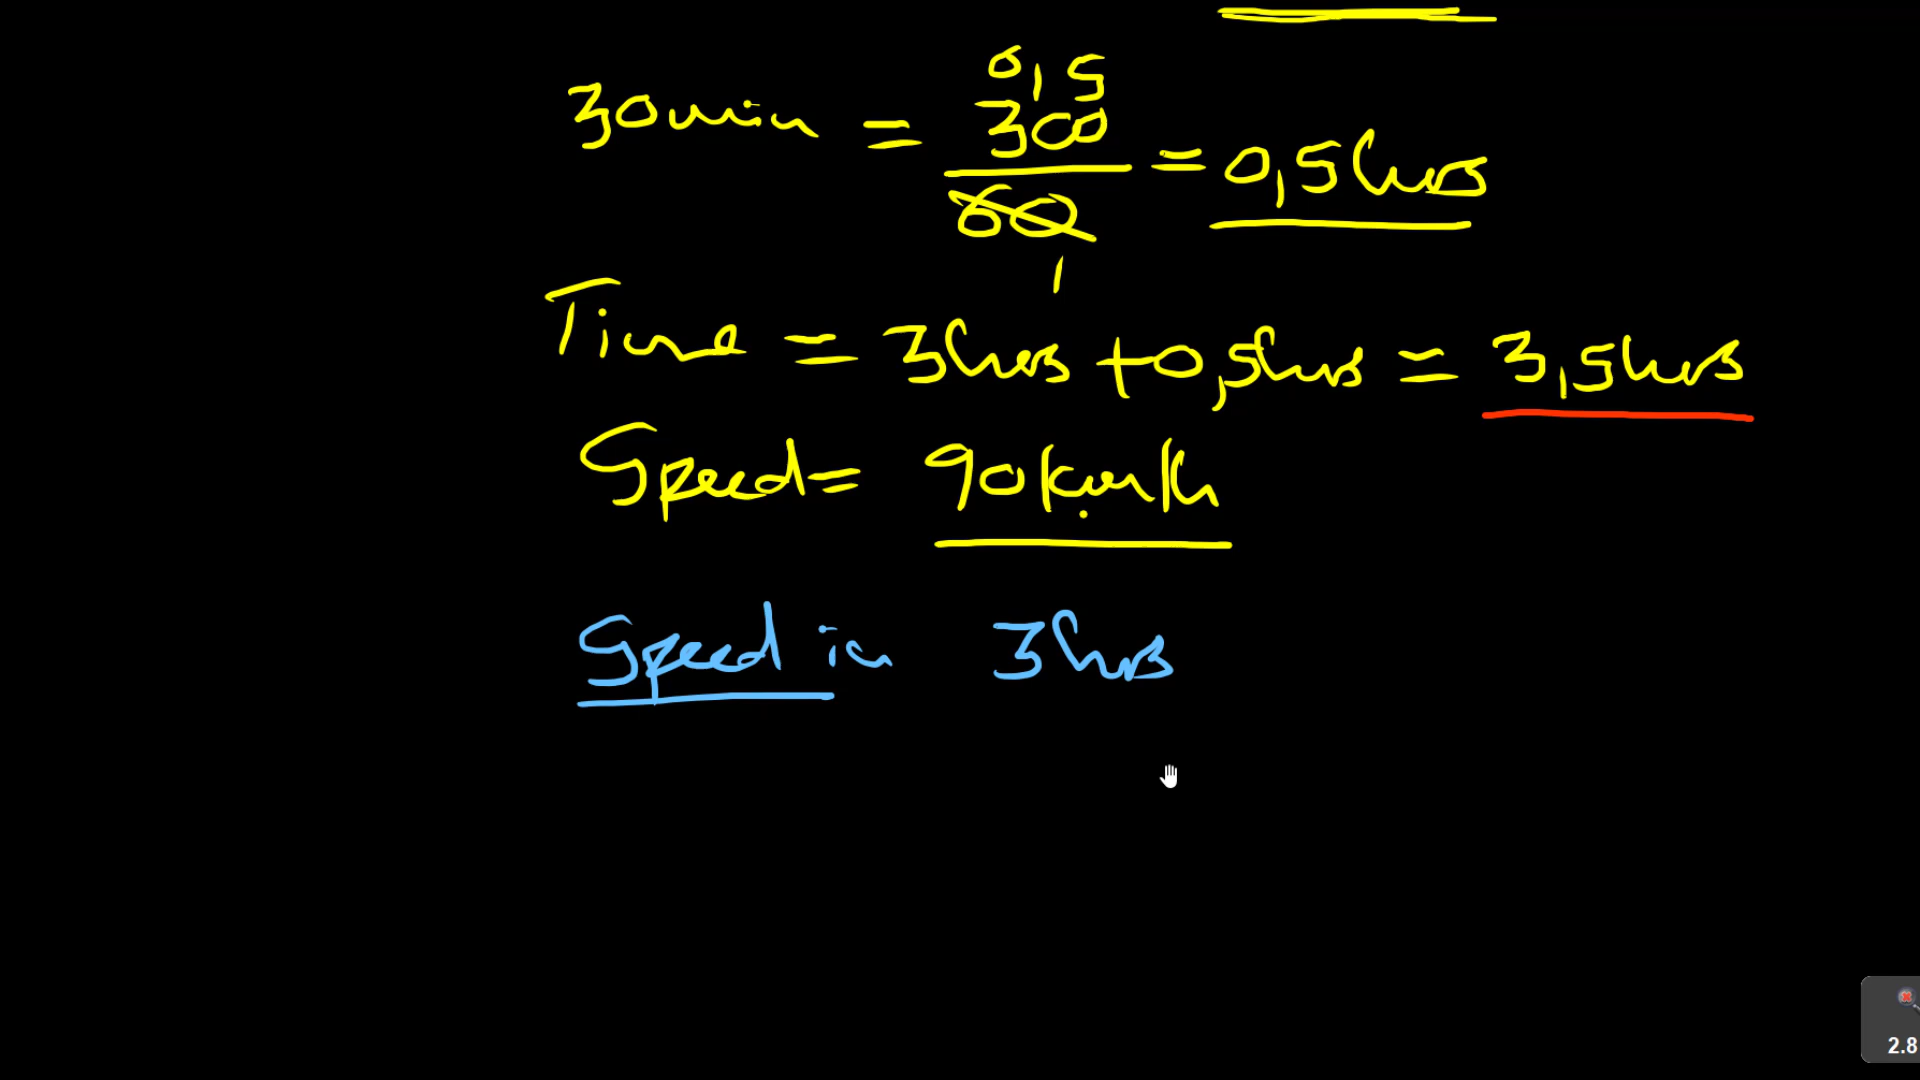 30min = 0,5 300 / 60 1 = 0,5hrs
Time = 3hrs + 0,5hrs = 3,5hrs
Speed = 90km/h
Speed in 3hrs
2.8